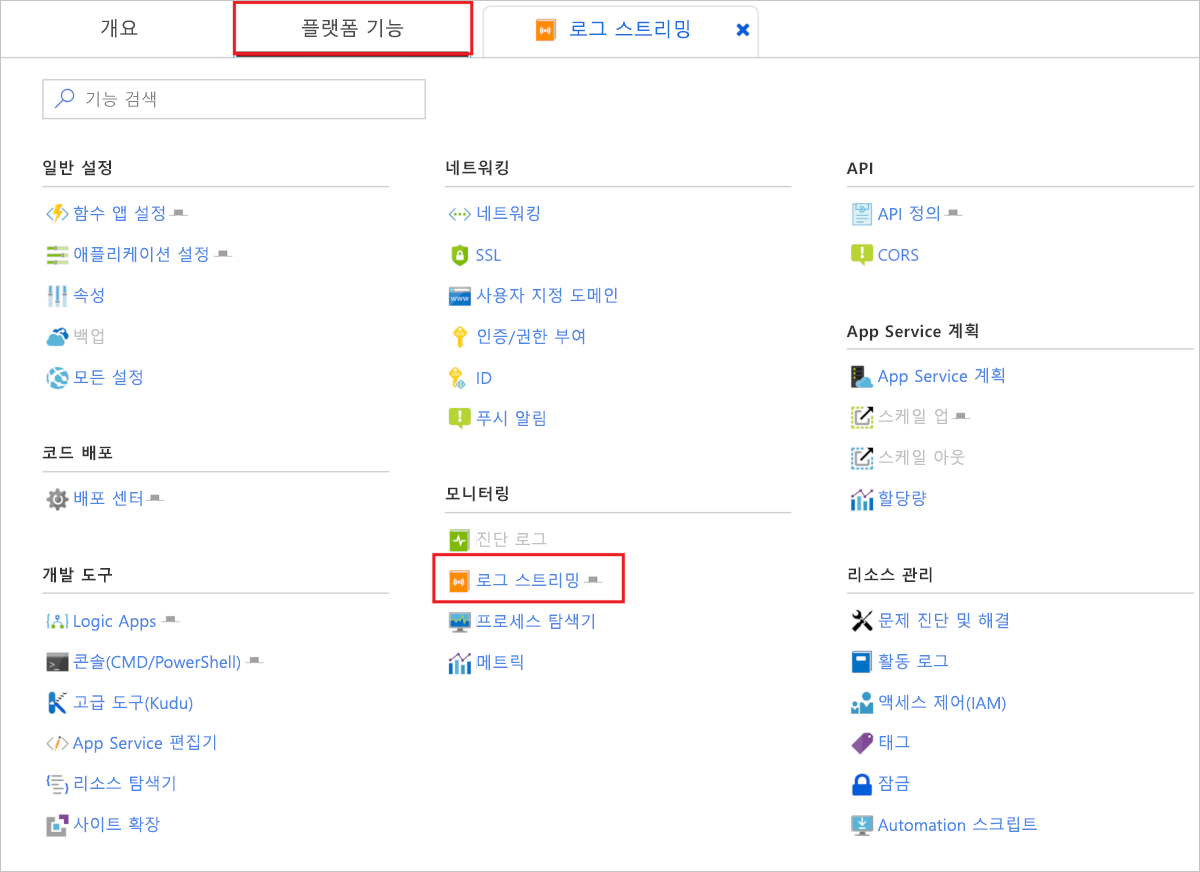 개요
플랫폼 기능
로그 스트리밍
기능 검색
일반 설정
함수 앱 설정
애플리케이션 설정
속성
백업
모든 설정
코드 배포
배포 센터
개발 도구
Logic Apps
콘솔(CMD/PowerShell)
고급 도구(Kudu)
App Service 편집기
리소스 탐색기
사이트 확장
네트워킹
네트워킹
SSL
www
사용자 지정 도메인
인증/권한 부여
ID
푸시 알림
모니터링
진단 로그
로그 스트리밍
프로세스 탐색기
메트릭
API
API 정의
CORS
App Service 계획
App Service 계획
스케일 업
스케일 아웃
할당량
리소스 관리
문제 진단 및 해결
활동 로그
액세스 제어(IAM)
태그
잠금
Automation 스크립트